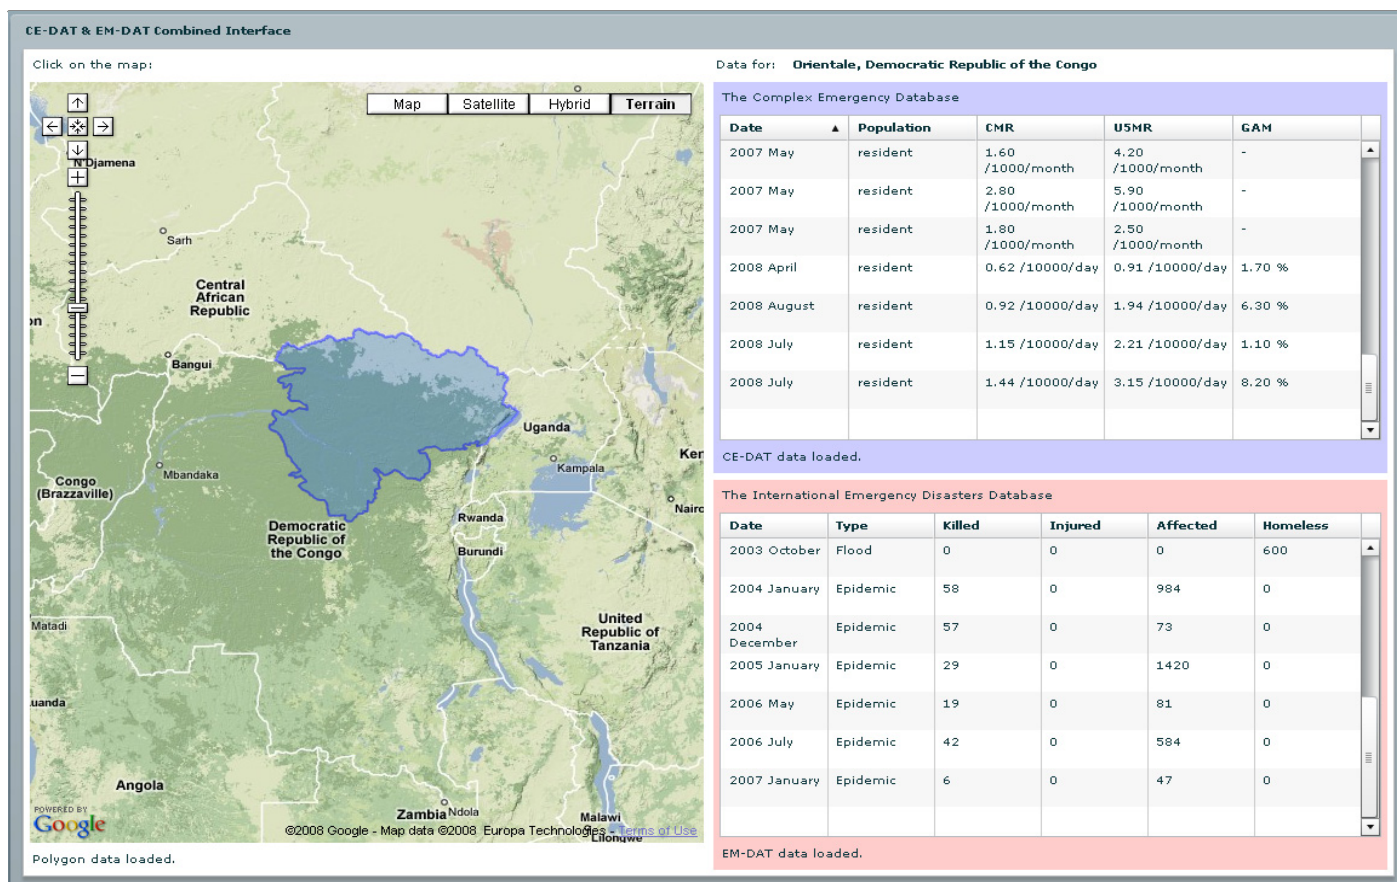 CE-DAT & EM-DAT Combined Interface
Click on the map:
Data for: Orientale, Democratic Republic of the Congo
Map Satellite Hybrid Terrain
N'Djamena
Sarh
Central
African
Republic
on
Bangui
Uganda
Kampala
Ken
Mbandaka
Congo
(Brazzaville)
Nairo
Rwanda
Democratic
Republic of
the Congo
Burundi
Matadi
United
Republic of
Tanzania
uanda
Angola
POWERED BY
Google
Zambia
Ndola
Malawi
Lilongwe
©2008 Google - Map data ©2008 Europa Technologies - Terms of Use
Polygon data loaded.
The Complex Emergency Database
Date Population CMR U5MR GAM
2007 May resident 1.60 /1000/month 4.20 /1000/month -
2007 May resident 2.80 /1000/month 5.90 /1000/month -
2007 May resident 1.80 /1000/month 2.50 /1000/month -
2008 April resident 0.62 /10000/day 0.91 /10000/day 1.70 %
2008 August resident 0.92 /10000/day 1.94 /10000/day 6.30 %
2008 July resident 1.15 /10000/day 2.21 /10000/day 1.10 %
2008 July resident 1.44 /10000/day 3.15 /10000/day 8.20 %
CE-DAT data loaded.
The International Emergency Disasters Database
Date Type Killed Injured Affected Homeless
2003 October Flood 0 0 0 600
2004 January Epidemic 58 0 984 0
2004 December Epidemic 57 0 73 0
2005 January Epidemic 29 0 1420 0
2006 May Epidemic 19 0 81 0
2006 July Epidemic 42 0 584 0
2007 January Epidemic 6 0 47 0
EM-DAT data loaded.